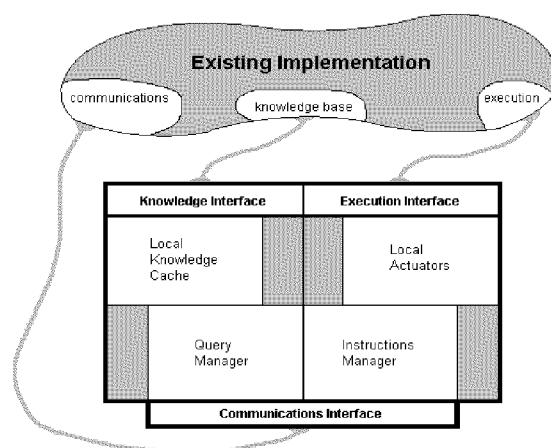 Existing Implementation
communications
knowledge base
execution
Knowledge Interface
Execution Interface
Local
Knowledge
Cache
Local
Actuators
Query
Manager
Instructions
Manager
Communications Interface